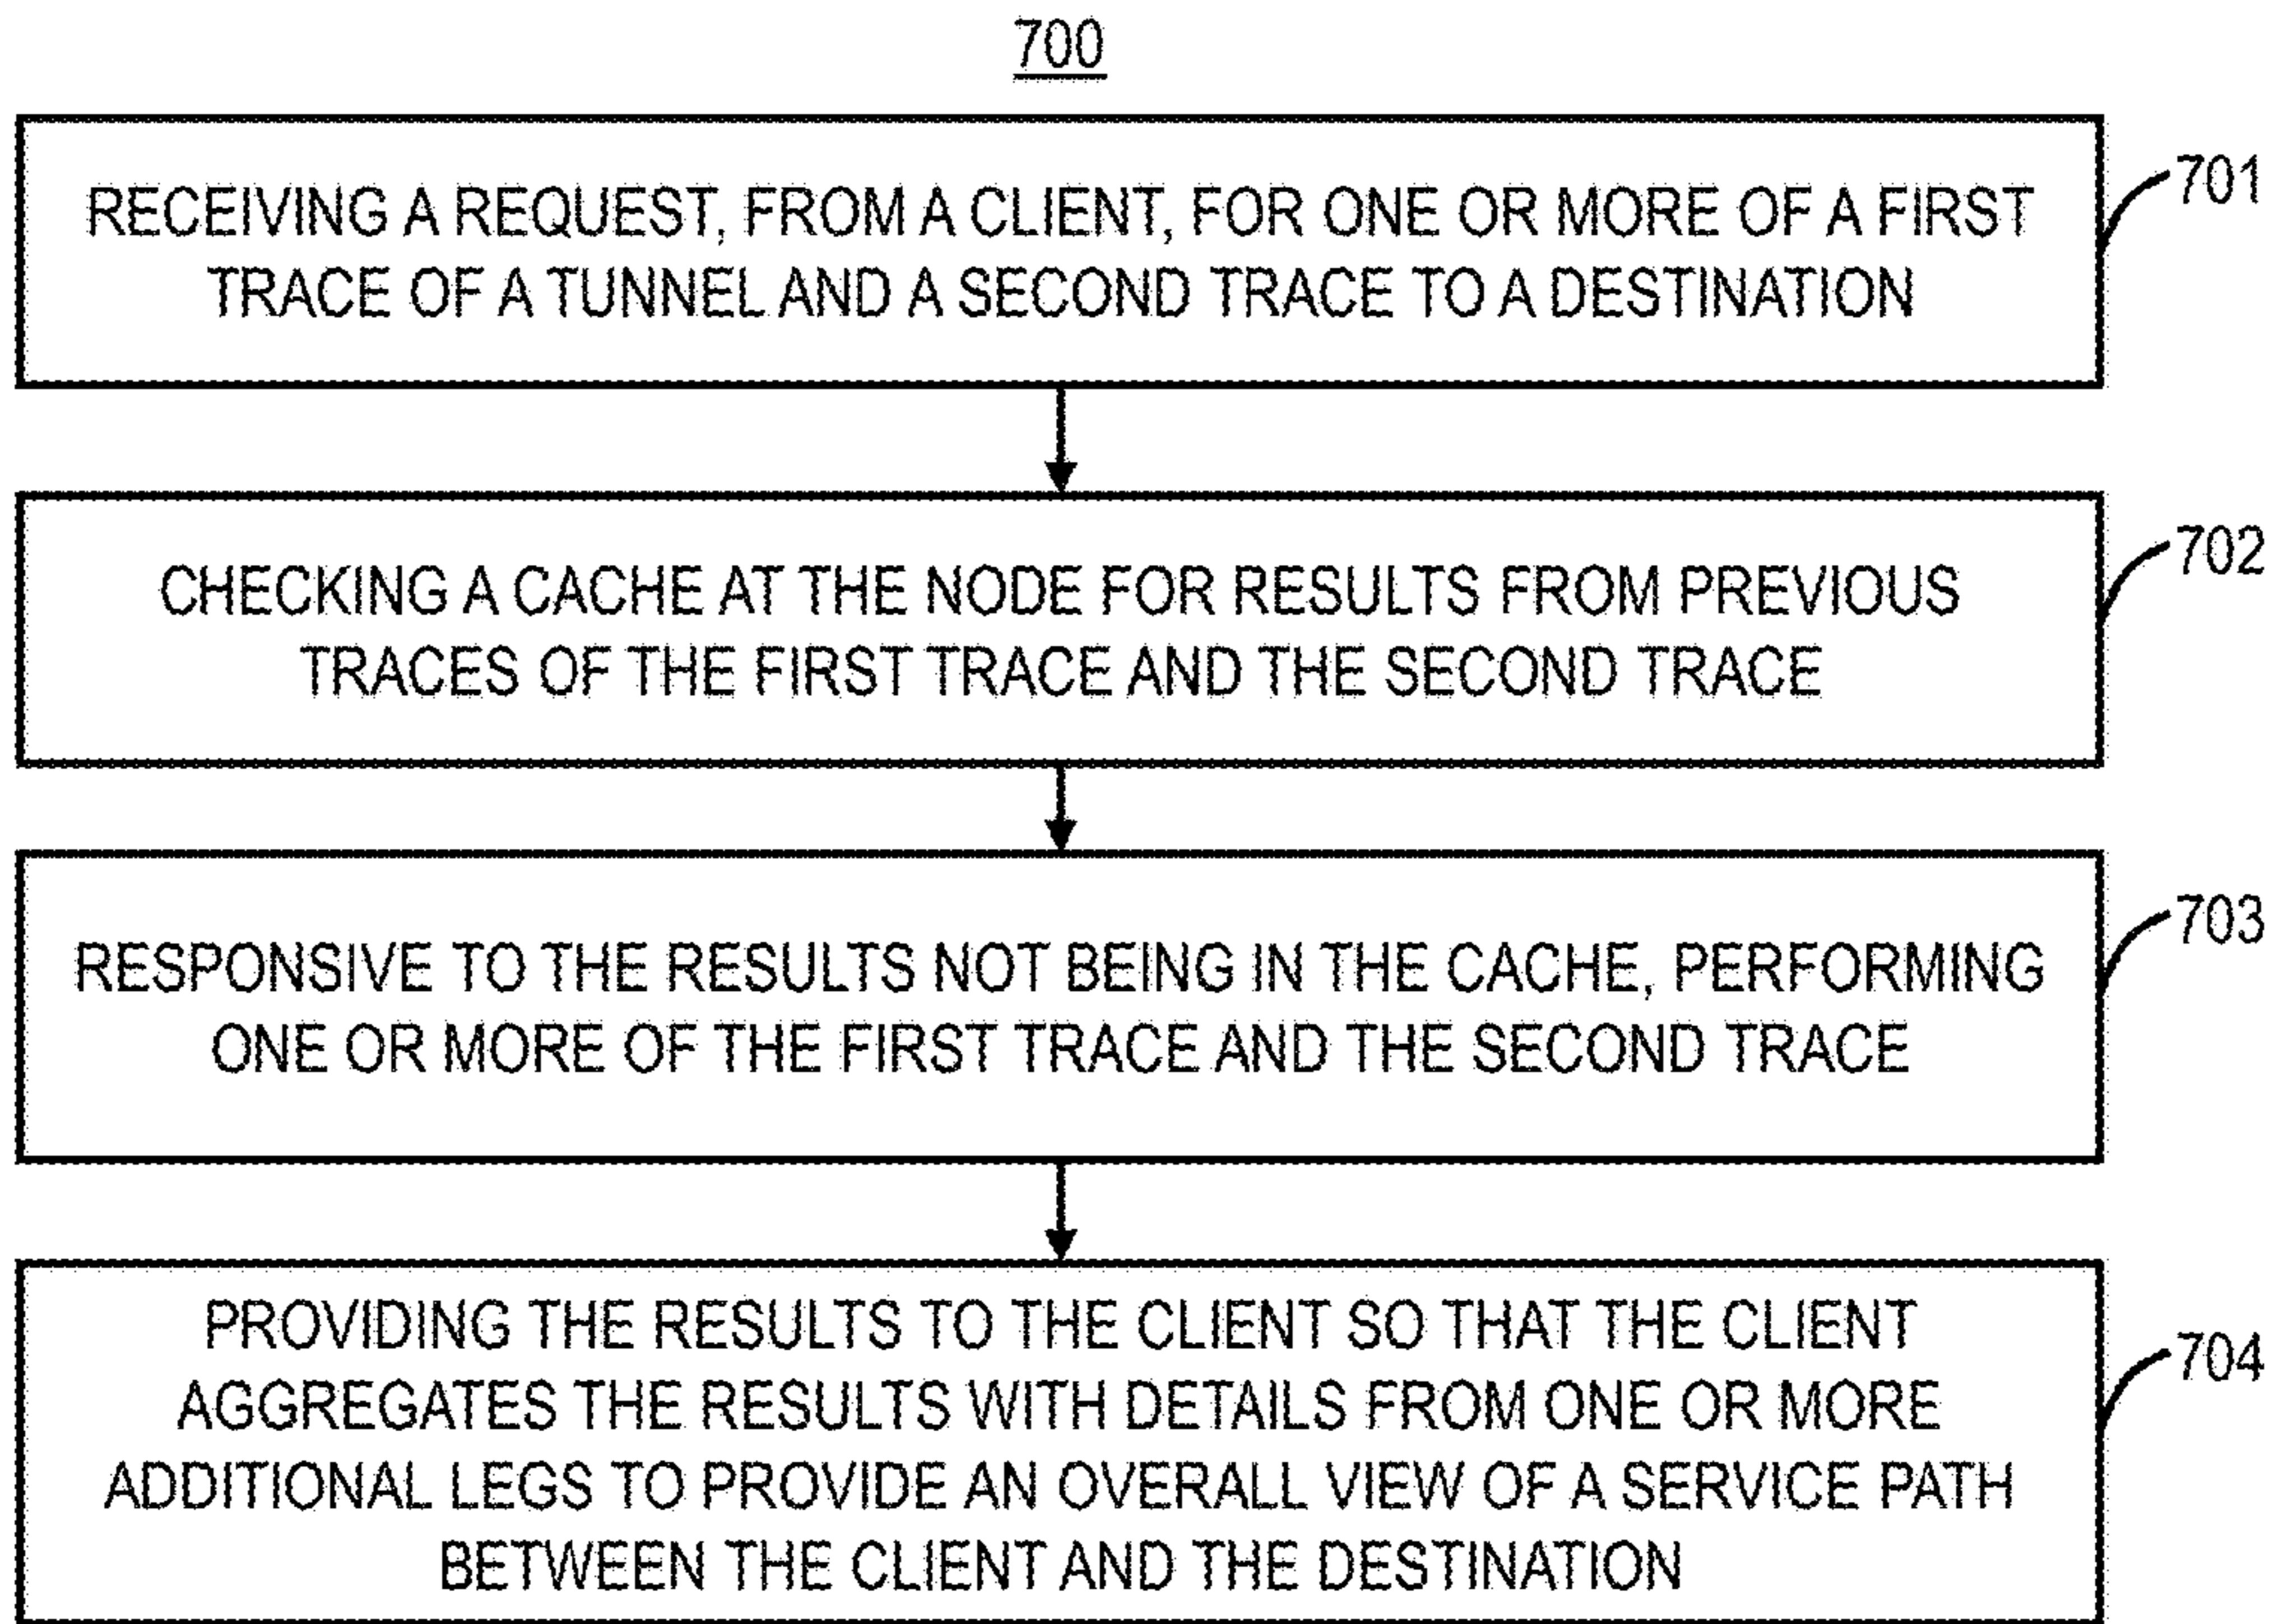 700
RECEIVING A REQUEST, FROM A CLIENT, FOR ONE OR MORE OF A FIRST
TRACE OF A TUNNEL AND A SECOND TRACE TO A DESTINATION
701
CHECKING A CACHE AT THE NODE FOR RESULTS FROM PREVIOUS
TRACES OF THE FIRST TRACE AND THE SECOND TRACE
702
RESPONSIVE TO THE RESULTS NOT BEING IN THE CACHE, PERFORMING
ONE OR MORE OF THE FIRST TRACE AND THE SECOND TRACE
703
PROVIDING THE RESULTS TO THE CLIENT SO THAT THE CLIENT
AGGREGATES THE RESULTS WITH DETAILS FROM ONE OR MORE
ADDITIONAL LEGS TO PROVIDE AN OVERALL VIEW OF A SERVICE PATH
BETWEEN THE CLIENT AND THE DESTINATION
704